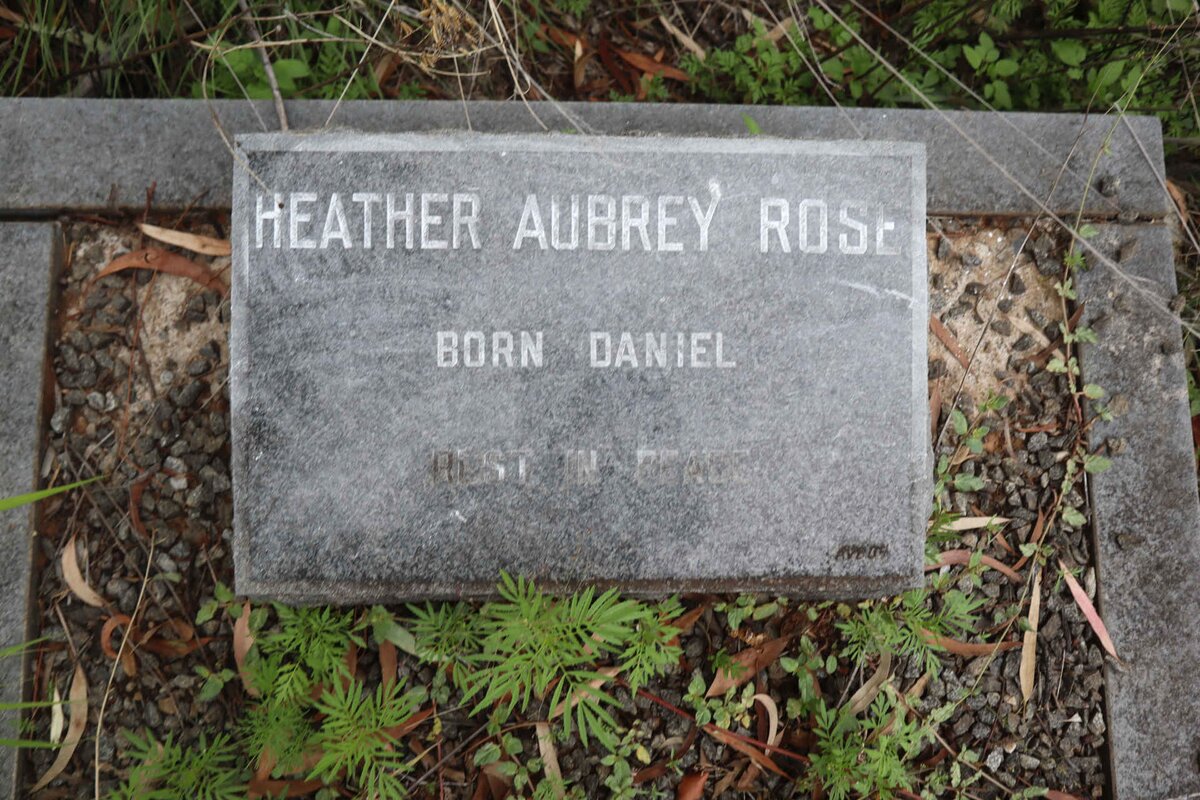 HEATHER AUBREY ROSE
BORN DANIEL
REST IN PEACE